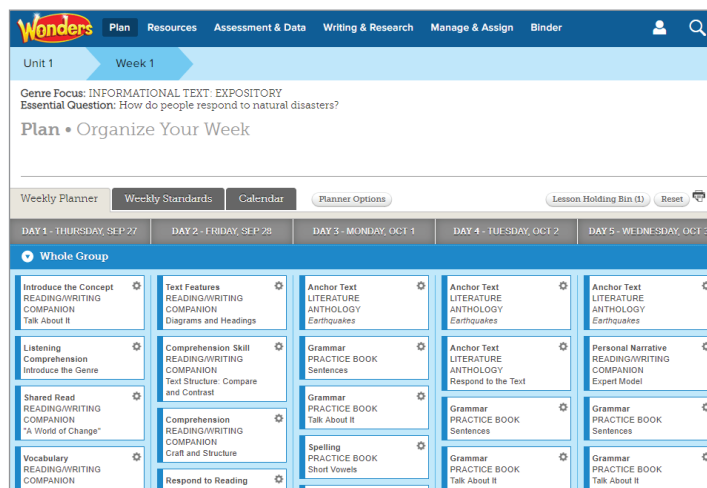 Wonders Plan Resources Assessment & Data Writing & Research Manage & Assign Binder
Unit 1 Week 1
Genre Focus: INFORMATIONAL TEXT: EXPOSITORY
Essential Question: How do people respond to natural disasters?
Plan • Organize Your Week
Weekly Planner Weekly Standards Calendar Planner Options Lesson Holding Bin (1) Reset
DAY 1 - THURSDAY, SEP 27 DAY 2 - FRIDAY, SEP 28 DAY 3 - MONDAY, OCT 1 DAY 4 - TUESDAY, OCT 2 DAY 5 - WEDNESDAY, OCT 3
Whole Group
Introduce the Concept
READING/WRITING
COMPANION
Talk About It
Listening
Comprehension
Introduce the Genre
Shared Read
READING/WRITING
COMPANION
"A World of Change"
Vocabulary
READING/WRITING
COMPANION
Text Features
READING/WRITING
COMPANION
Diagrams and Headings
Comprehension Skill
READING/WRITING
COMPANION
Text Structure: Compare
and Contrast
Comprehension
READING/WRITING
COMPANION
Craft and Structure
Respond to Reading
Anchor Text
LITERATURE
ANTHOLOGY
Earthquakes
Grammar
PRACTICE BOOK
Sentences
Grammar
PRACTICE BOOK
Talk About It
Spelling
PRACTICE BOOK
Short Vowels
Anchor Text
LITERATURE
ANTHOLOGY
Earthquakes
Anchor Text
LITERATURE
ANTHOLOGY
Respond to the Text
Grammar
PRACTICE BOOK
Sentences
Grammar
PRACTICE BOOK
Talk About It
Anchor Text
LITERATURE
ANTHOLOGY
Earthquakes
Personal Narrative
READING/WRITING
COMPANION
Expert Model
Grammar
PRACTICE BOOK
Sentences
Grammar
PRACTICE BOOK
Talk About It